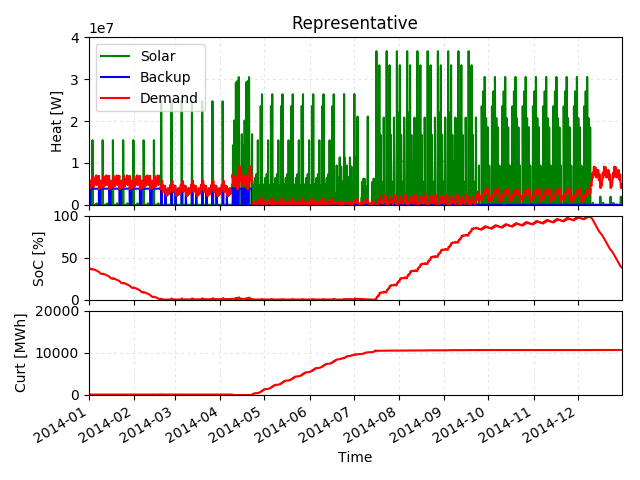 Representative
1e7
4
3
2
1
0
Heat [W]
Solar
Backup
Demand
100
50
0
SoC [%]
20000
10000
0
Curt [MWh]
2014-01
2014-02
2014-03
2014-04
2014-05
2014-06
2014-07
2014-08
2014-09
2014-10
2014-11
2014-12
Time